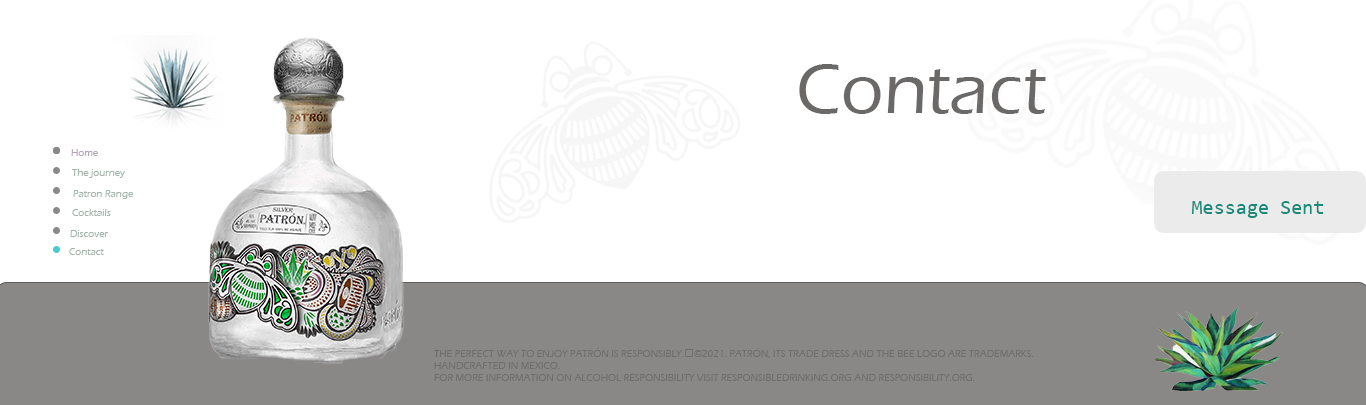 Contact
PATRÓN
Home
The journey
Patron Range
Cocktails
Discover
Contact
Message Sent
SILVER
PATRÓN
THE PERFECT WAY TO ENJOY PATRÓN IS RESPONSIBLY.□©2021. PATRÓN, ITS TRADE DRESS AND THE BEE LOGO ARE TRADEMARKS.
HANDCRAFTED IN MEXICO.
FOR MORE INFORMATION ON ALCOHOL RESPONSIBILITY VISIT RESPONSIBLEDRINKING.ORG AND RESPONSIBILITY.ORG.